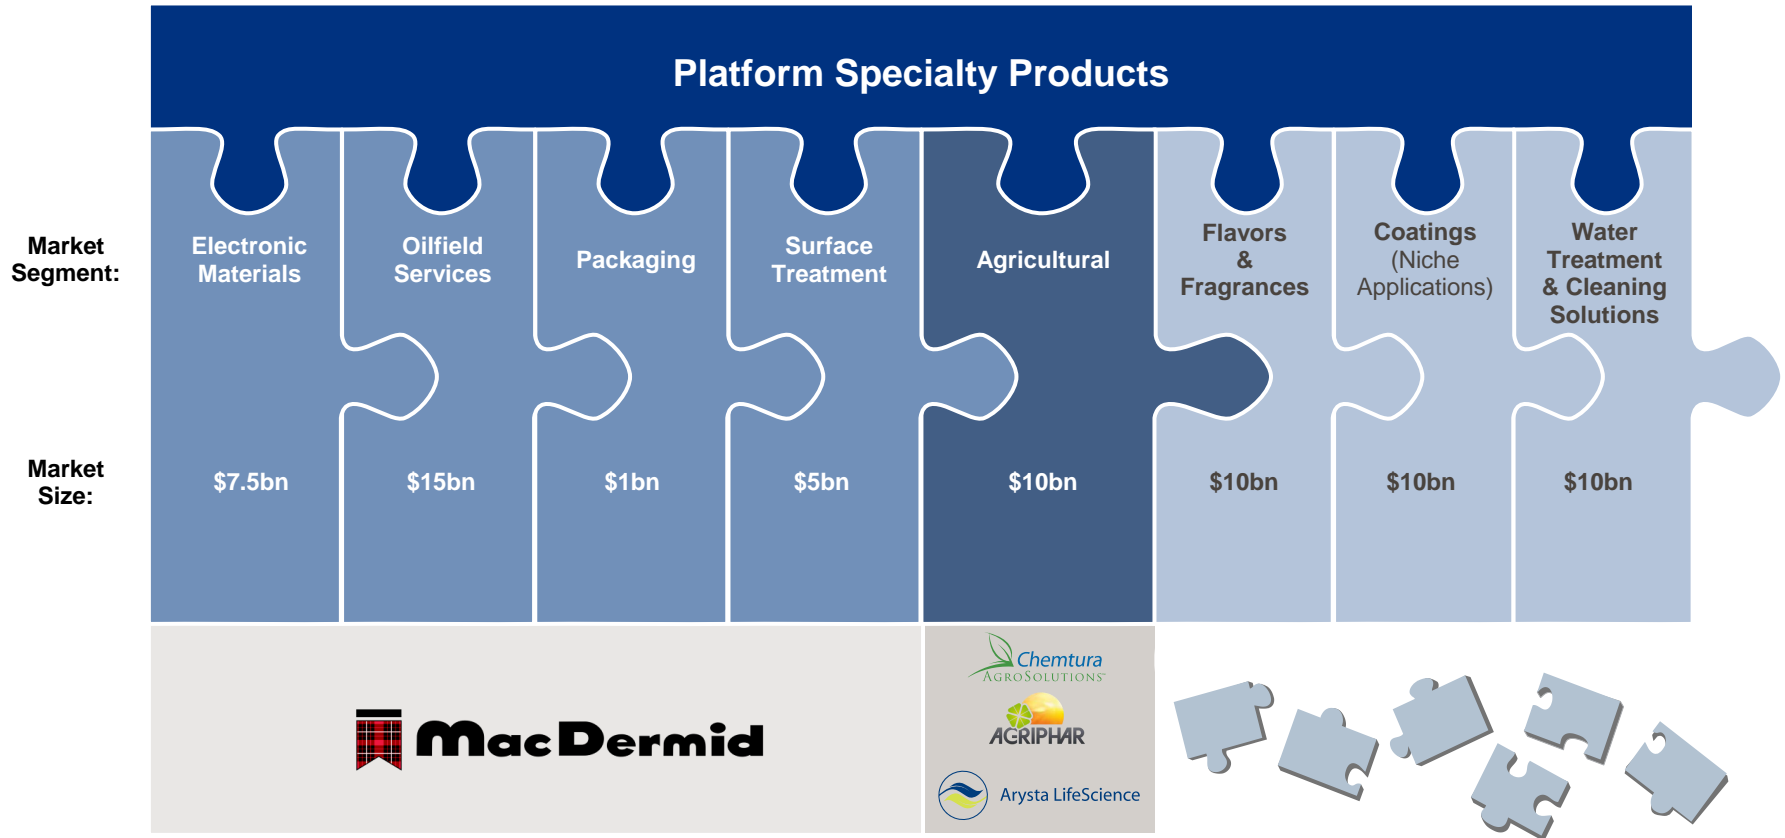 Platform Specialty Products
Market
Segment:
Electronic
Materials
Oilfield
Services
Packaging
Surface
Treatment
Agricultural
Flavors
&
Fragrances
Coatings
(Niche
Applications)
Water
Treatment
& Cleaning
Solutions
Market
Size:
$7.5bn
$15bn
$1bn
$5bn
$10bn
$10bn
$10bn
$10bn
MacDermid
Chemtura
AGROSOLUTIONS™
AGRIPHAR
Arysta LifeScience